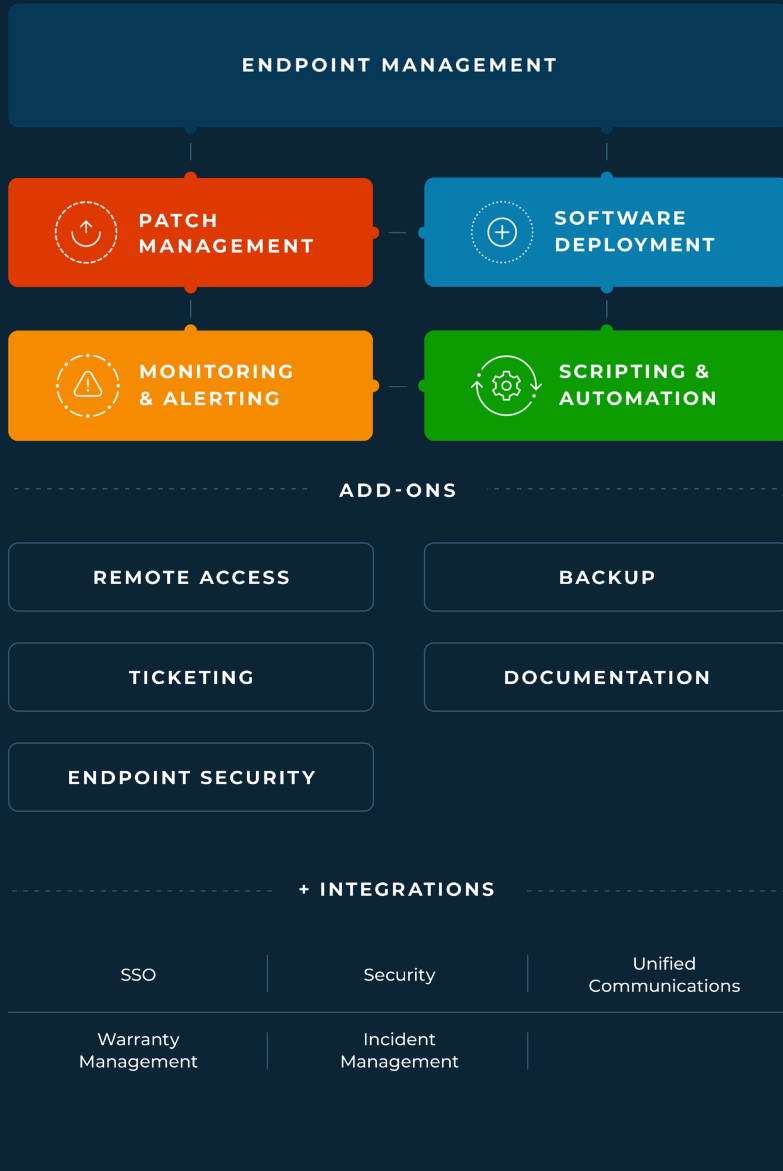 ENDPOINT MANAGEMENT
PATCH
MANAGEMENT
SOFTWARE
DEPLOYMENT
MONITORING
& ALERTING
SCRIPTING &
AUTOMATION
ADD-ONS
REMOTE ACCESS
BACKUP
TICKETING
DOCUMENTATION
ENDPOINT SECURITY
+ INTEGRATIONS
SSO
Security
Unified
Communications
Warranty
Management
Incident
Management